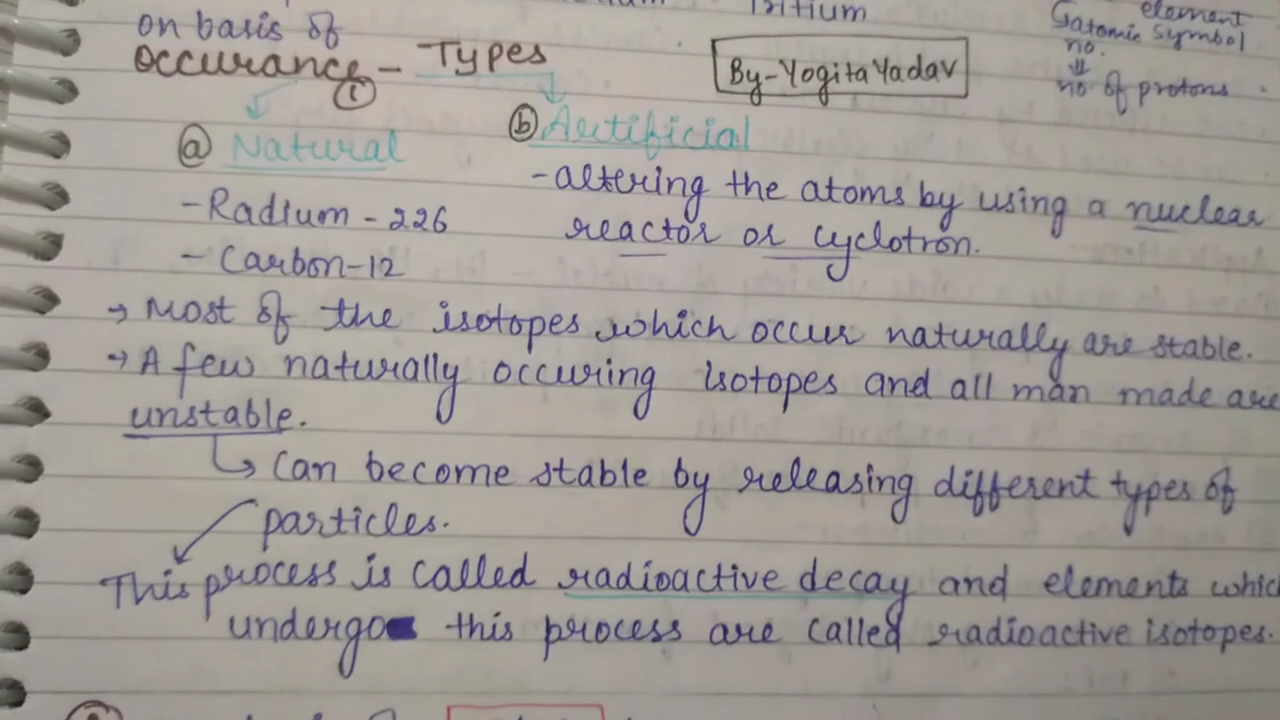 Tritium
element
atomic symbol
no.
no of protons
on basis of
Occurance - Types
By-Yogita Yadav
①
ⓐ Natural
- Radium - 226
- Carbon-12
ⓑ Artificial
- altering the atoms by using a nuclear
reactor or cyclotron.
→ Most of the isotopes which occur naturally are stable.
→ A few naturally occuring isotopes and all man made are
unstable.
↳ Can become stable by releasing different types of
particles.
This process is called radioactive decay and elements whic
undergo this process are called radioactive isotopes.